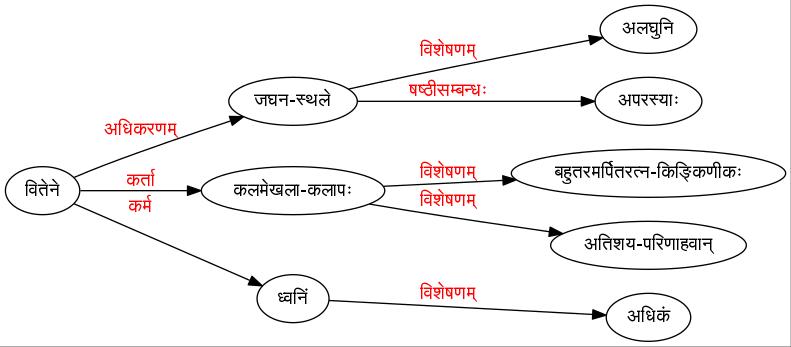 अलघुनि
विशेषणम्
जघन-स्थले
षष्ठीसम्बन्धः
अपरस्याः
अधिकरणम्
वितेने
कर्ता
कलमेखला-कलापः
विशेषणम्
बहुतरमर्पितरत्न-किङ्किणीकः
कर्म
विशेषणम्
अतिशय-परिणाहवान्
ध्वनिं
विशेषणम्
अधिकं